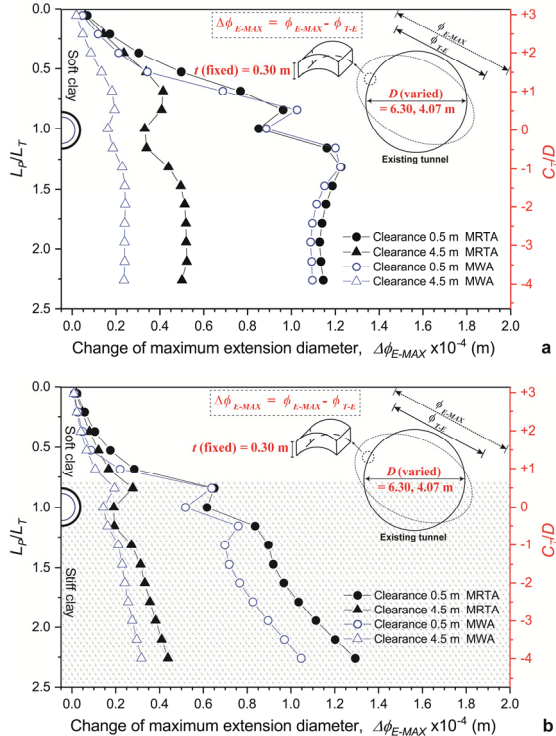 a
0.0
0.5
1.0
1.5
2.0
2.5
L_P/L_T
Soft clay
Δϕ_E-MAX = ϕ_E-MAX - ϕ_T-E
t (fixed) = 0.30 m
ϕ_E-MAX
ϕ_T-E
D (varied)
= 6.30, 4.07 m
Existing tunnel
Clearance 0.5 m MRTA
Clearance 4.5 m MRTA
Clearance 0.5 m MWA
Clearance 4.5 m MWA
+3
+2
+1
0
-1
-2
-3
-4
C_T/D
0.0 0.2 0.4 0.6 0.8 1.0 1.2 1.4 1.6 1.8 2.0
Change of maximum extension diameter, Δϕ_E-MAX x10⁻⁴ (m)
b
0.0
0.5
1.0
1.5
2.0
2.5
L_P/L_T
Soft clay
Stiff clay
Δϕ_E-MAX = ϕ_E-MAX - ϕ_T-E
t (fixed) = 0.30 m
ϕ_E-MAX
ϕ_T-E
D (varied)
= 6.30, 4.07 m
Existing tunnel
Clearance 0.5 m MRTA
Clearance 4.5 m MRTA
Clearance 0.5 m MWA
Clearance 4.5 m MWA
+3
+2
+1
0
-1
-2
-3
-4
C_T/D
0.0 0.2 0.4 0.6 0.8 1.0 1.2 1.4 1.6 1.8 2.0
Change of maximum extension diameter, Δϕ_E-MAX x10⁻⁴ (m)